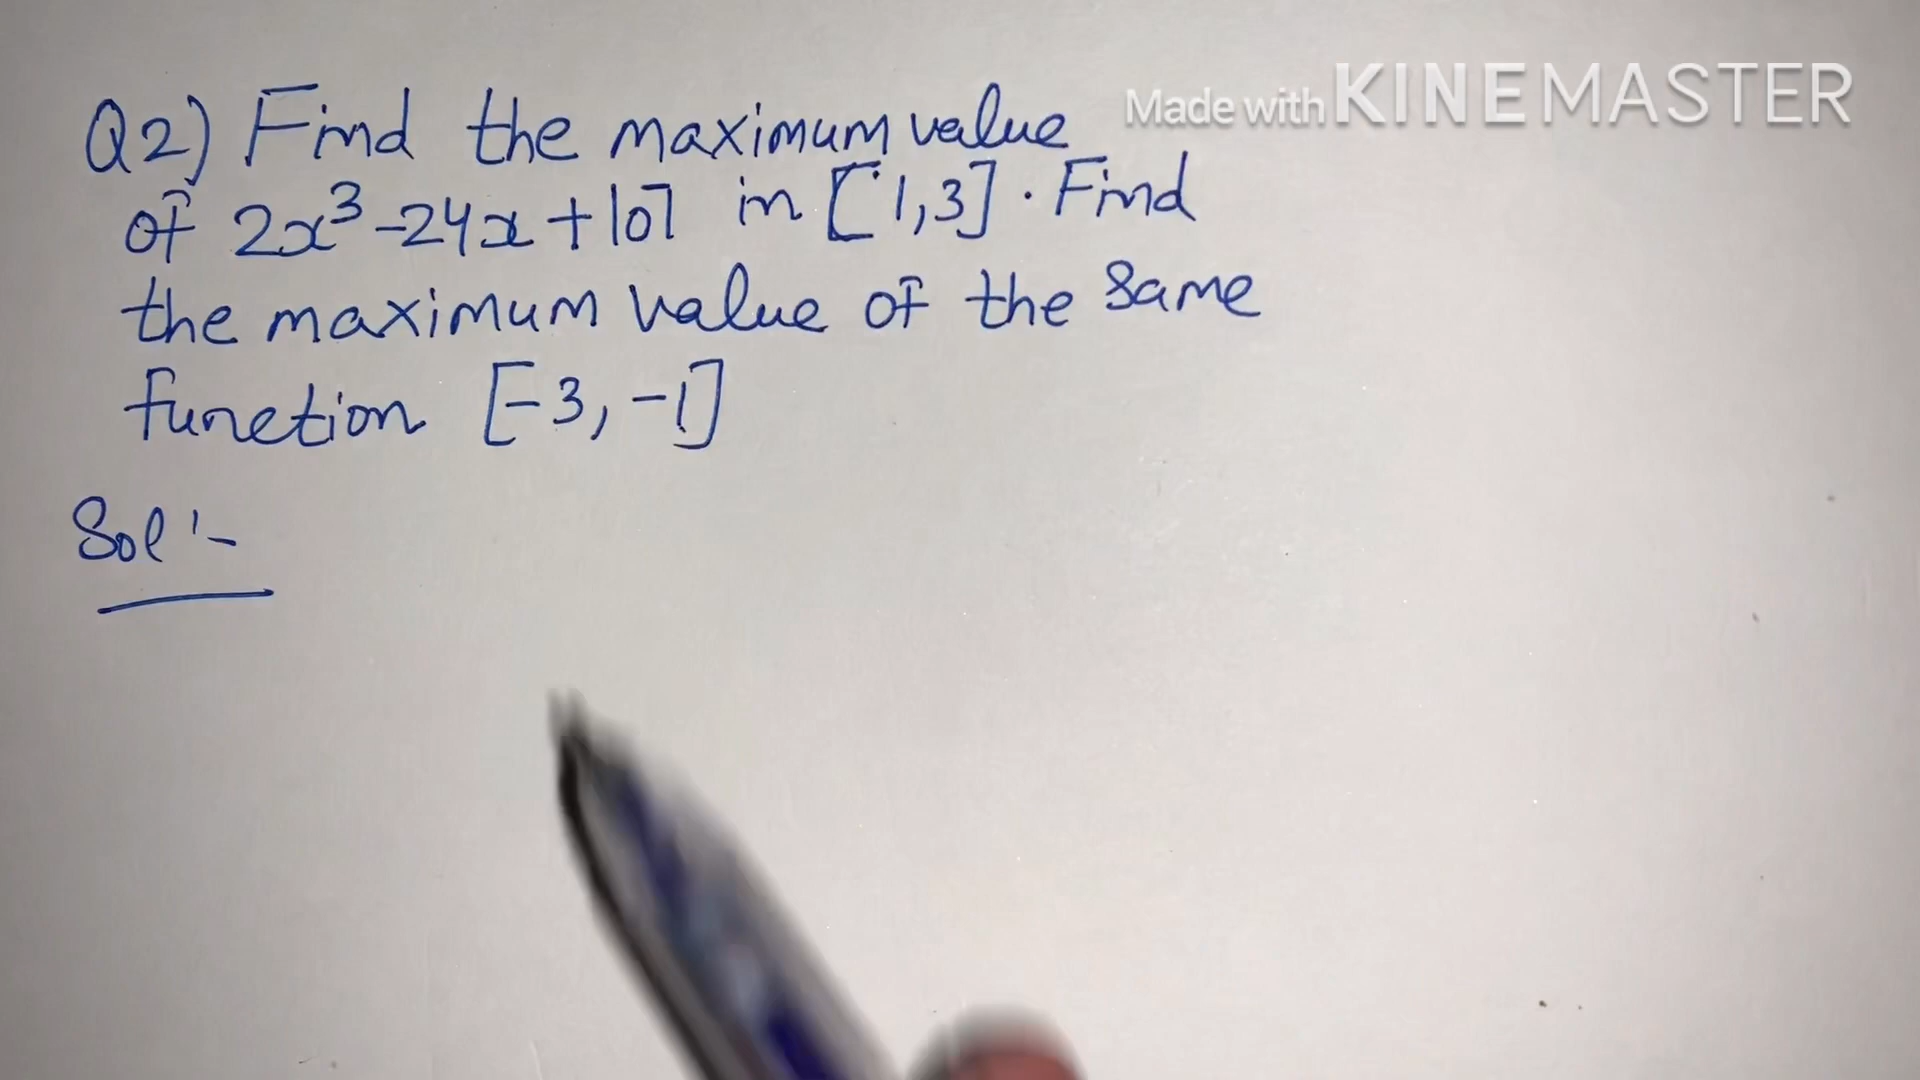 Made with KINEMASTER
Q2) Find the maximum value
of 2x³-24x+107 in [1,3]. Find
the maximum value of the same
function [-3,-1]
Sol:-